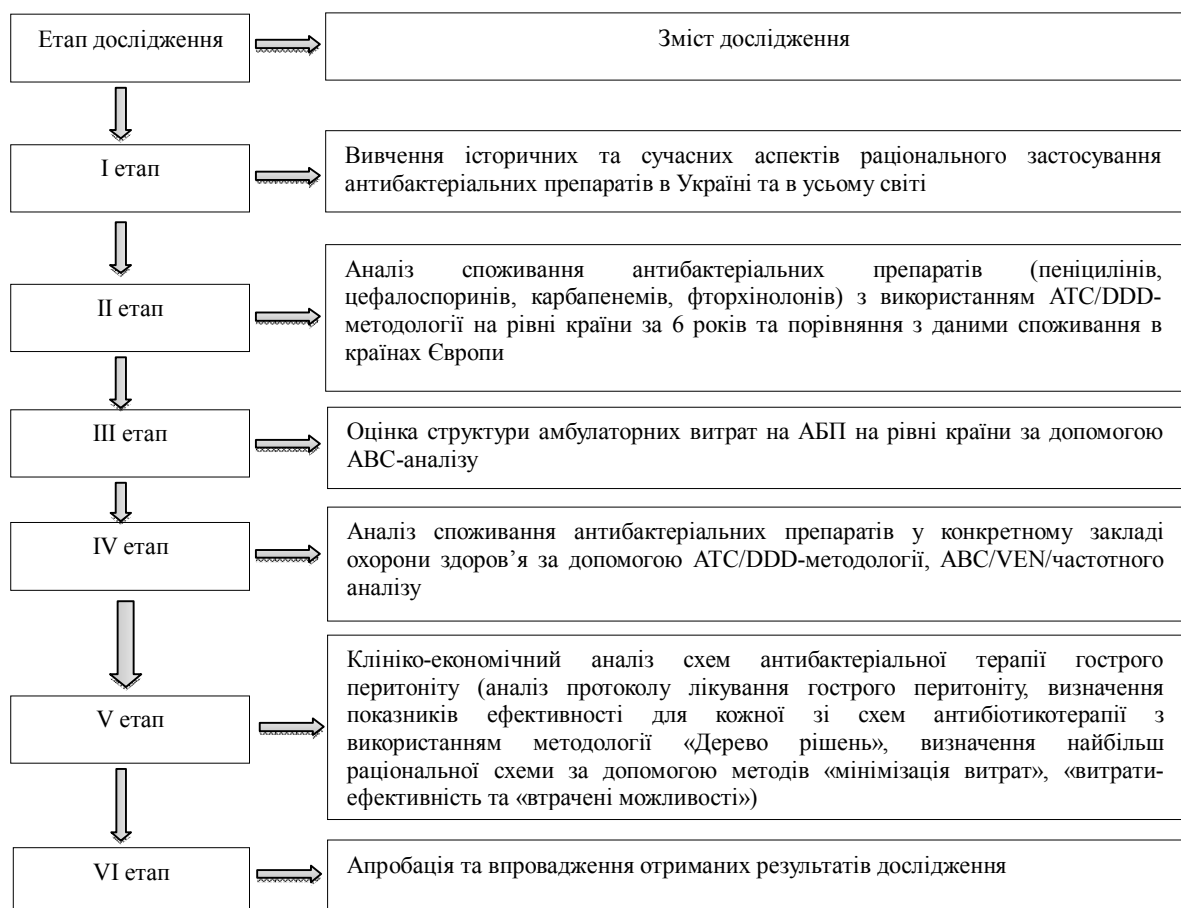 Етап дослідження
Зміст дослідження
І етап
Вивчення історичних та сучасних аспектів раціонального застосування
антибактеріальних препаратів в Україні та в усьому світі
ІІ етап
Аналіз споживання антибактеріальних препаратів (пеніцилінів,
цефалоспоринів, карбапенемів, фторхінолонів) з використанням АТС/DDD-
методології на рівні країни за 6 років та порівняння з даними споживання в
країнах Європи
ІІІ етап
Оцінка структури амбулаторних витрат на АБП на рівні країни за допомогою
АВС-аналізу
IV етап
Аналіз споживання антибактеріальних препаратів у конкретному закладі
охорони здоров’я за допомогою АТС/DDD-методології, ABC/VEN/частотного
аналізу
V етап
Клініко-економічний аналіз схем антибактеріальної терапії гострого
перитоніту (аналіз протоколу лікування гострого перитоніту, визначення
показників ефективності для кожної зі схем антибіотикотерапії з
використанням методології «Дерево рішень», визначення найбільш
раціональної схеми за допомогою методів «мінімізація витрат», «витрати-
ефективність та «втрачені можливості»)
VI етап
Апробація та впровадження отриманих результатів дослідження